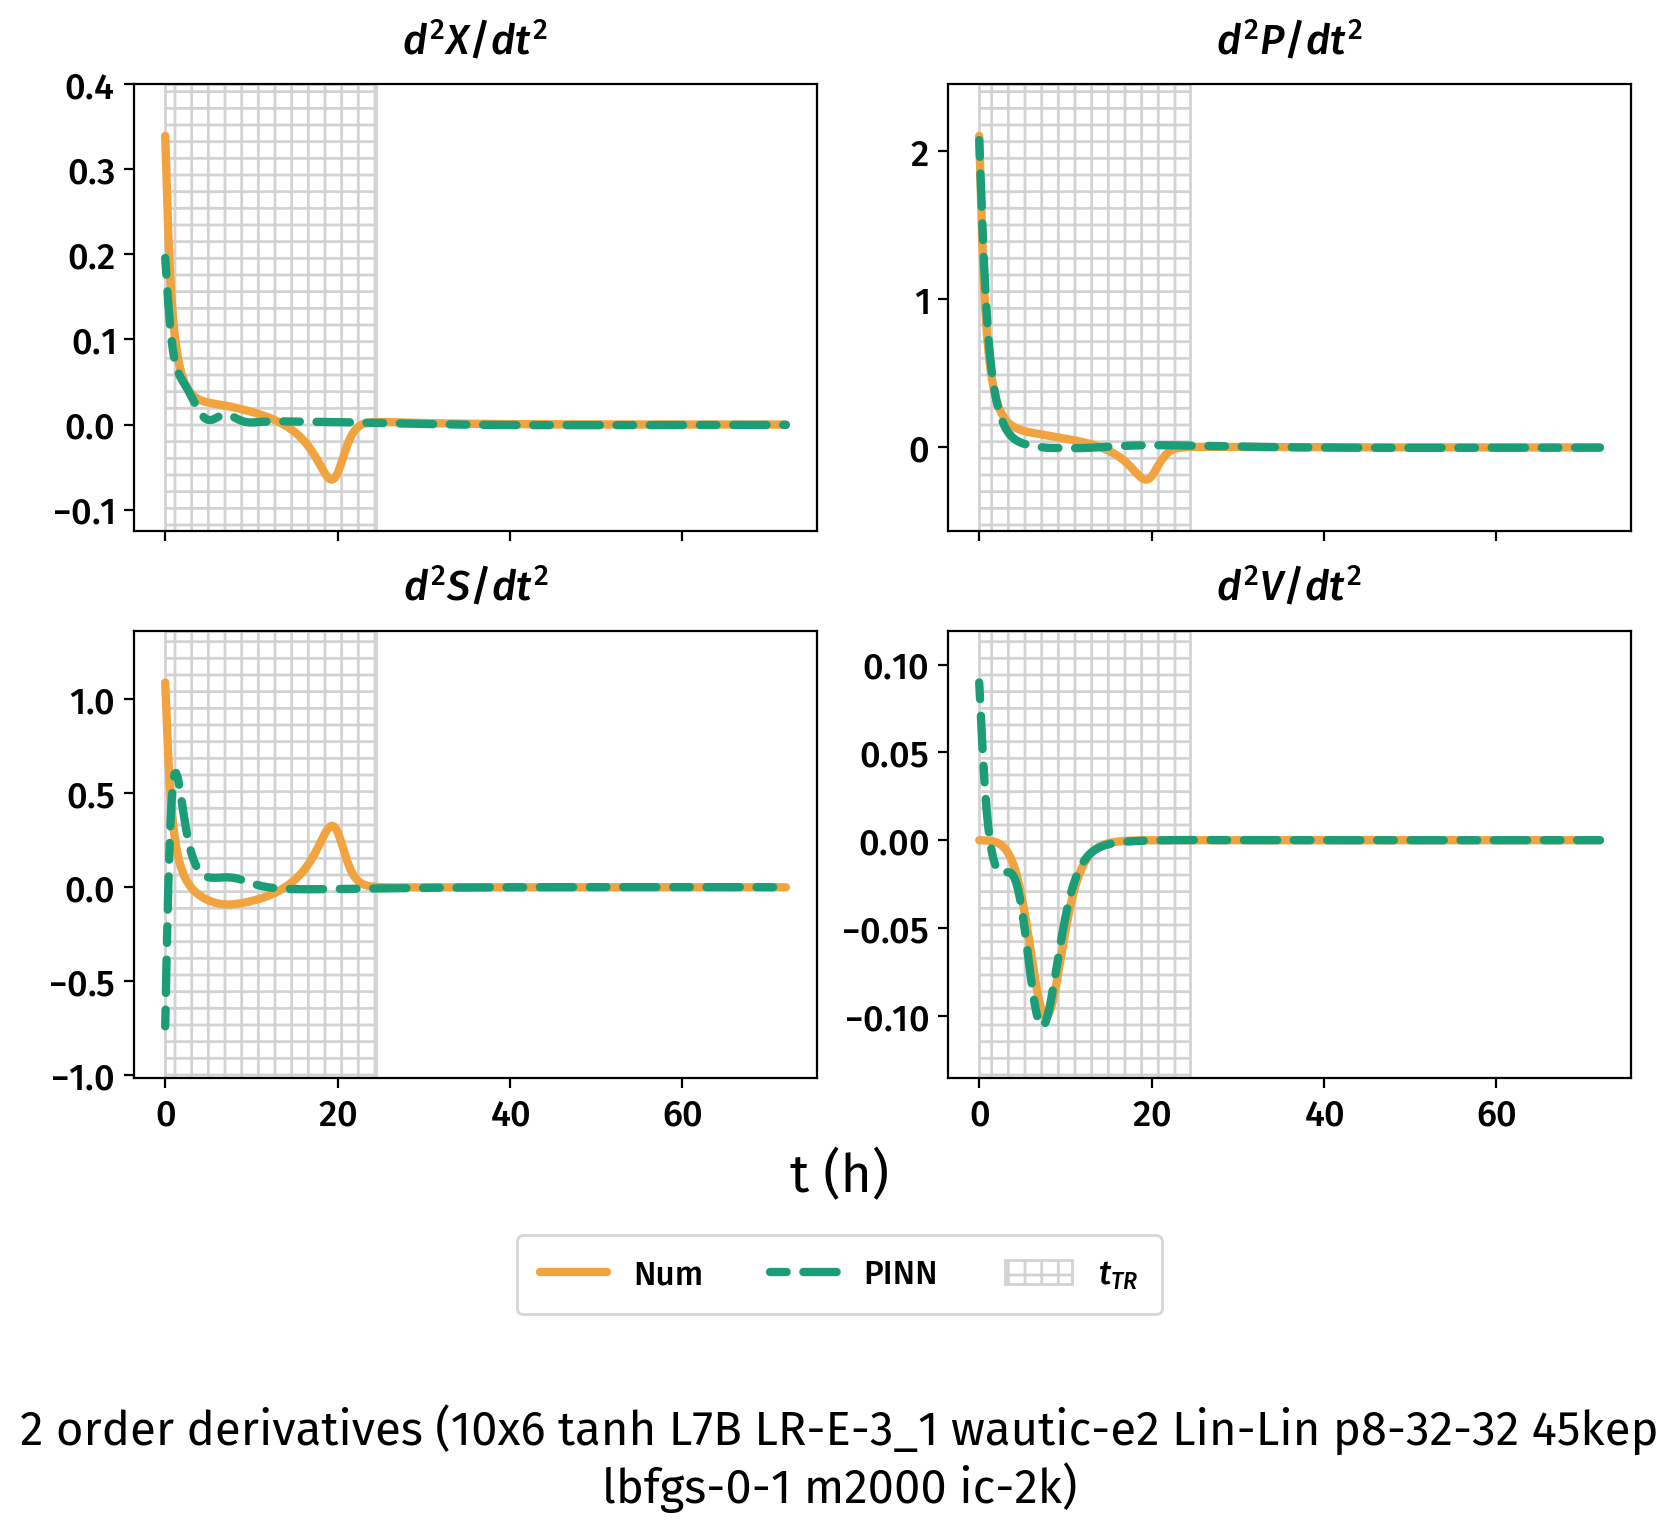 d²X/dt²
d²P/dt²
0.4
0.3
0.2
0.1
0.0
−0.1
2
1
0
d²S/dt²
d²V/dt²
1.0
0.5
0.0
−0.5
−1.0
0.10
0.05
0.00
−0.05
−0.10
0 20 40 60
0 20 40 60
t (h)
Num PINN t_TR
2 order derivatives (10x6 tanh L7B LR-E-3_1 wautic-e2 Lin-Lin p8-32-32 45kep
lbfgs-0-1 m2000 ic-2k)